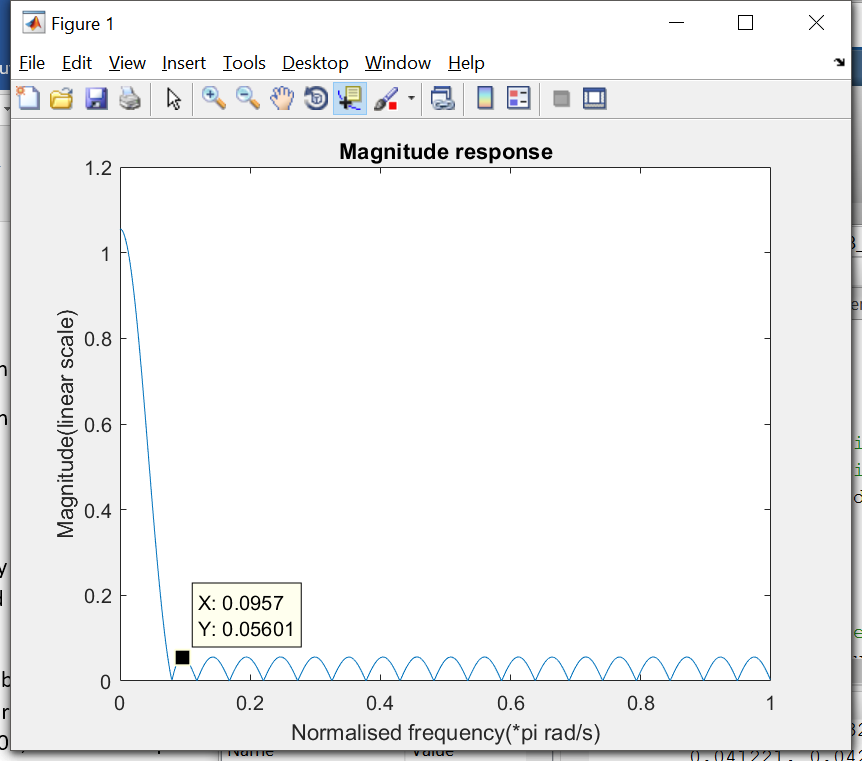 Figure 1
File Edit View Insert Tools Desktop Window Help
Magnitude response
Magnitude(linear scale)
1.2
1
0.8
0.6
0.4
0.2
0
X: 0.0957
Y: 0.05601
0 0.2 0.4 0.6 0.8 1
Normalised frequency(*pi rad/s)
Name Value
0.041221, 0.042